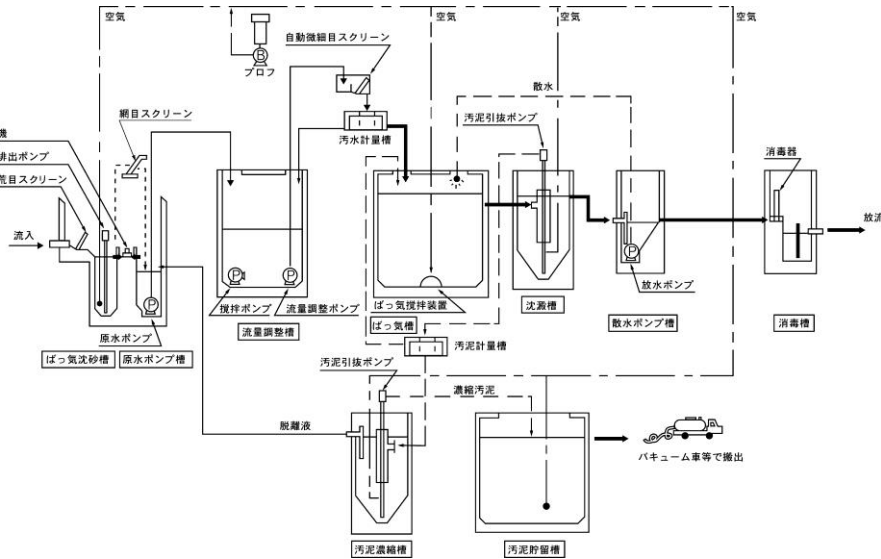 空気
空気
空気
空気
B
ブロフ
自動微細目スクリーン
散水
網目スクリーン
汚水計量槽
汚泥引抜ポンプ
消毒器
機
排出ポンプ
荒目スクリーン
流入
放流
P
P
P
P
放水ポンプ
撹拌ポンプ
流量調整ポンプ
ばっ気撹拌装置
沈澱槽
散水ポンプ槽
消毒槽
原水ポンプ
流量調整槽
ばっ気槽
ばっ気沈砂槽
原水ポンプ槽
汚泥計量槽
汚泥引抜ポンプ
濃縮汚泥
脱離液
バキューム車等で搬出
汚泥濃縮槽
汚泥貯留槽